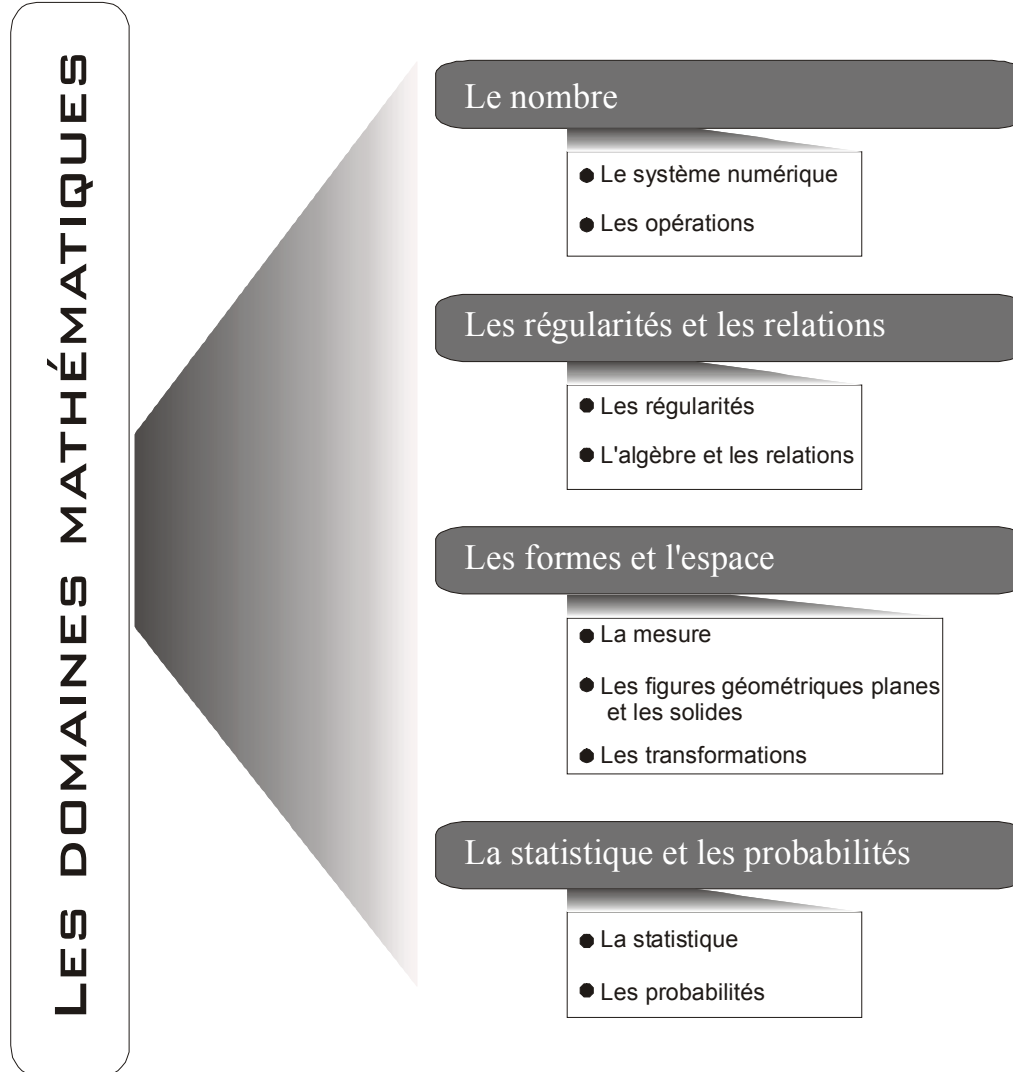 LES DOMAINES MATHÉMATIQUES
Le nombre
● Le système numérique
● Les opérations
Les régularités et les relations
● Les régularités
● L'algèbre et les relations
Les formes et l'espace
● La mesure
● Les figures géométriques planes
et les solides
● Les transformations
La statistique et les probabilités
● La statistique
● Les probabilités